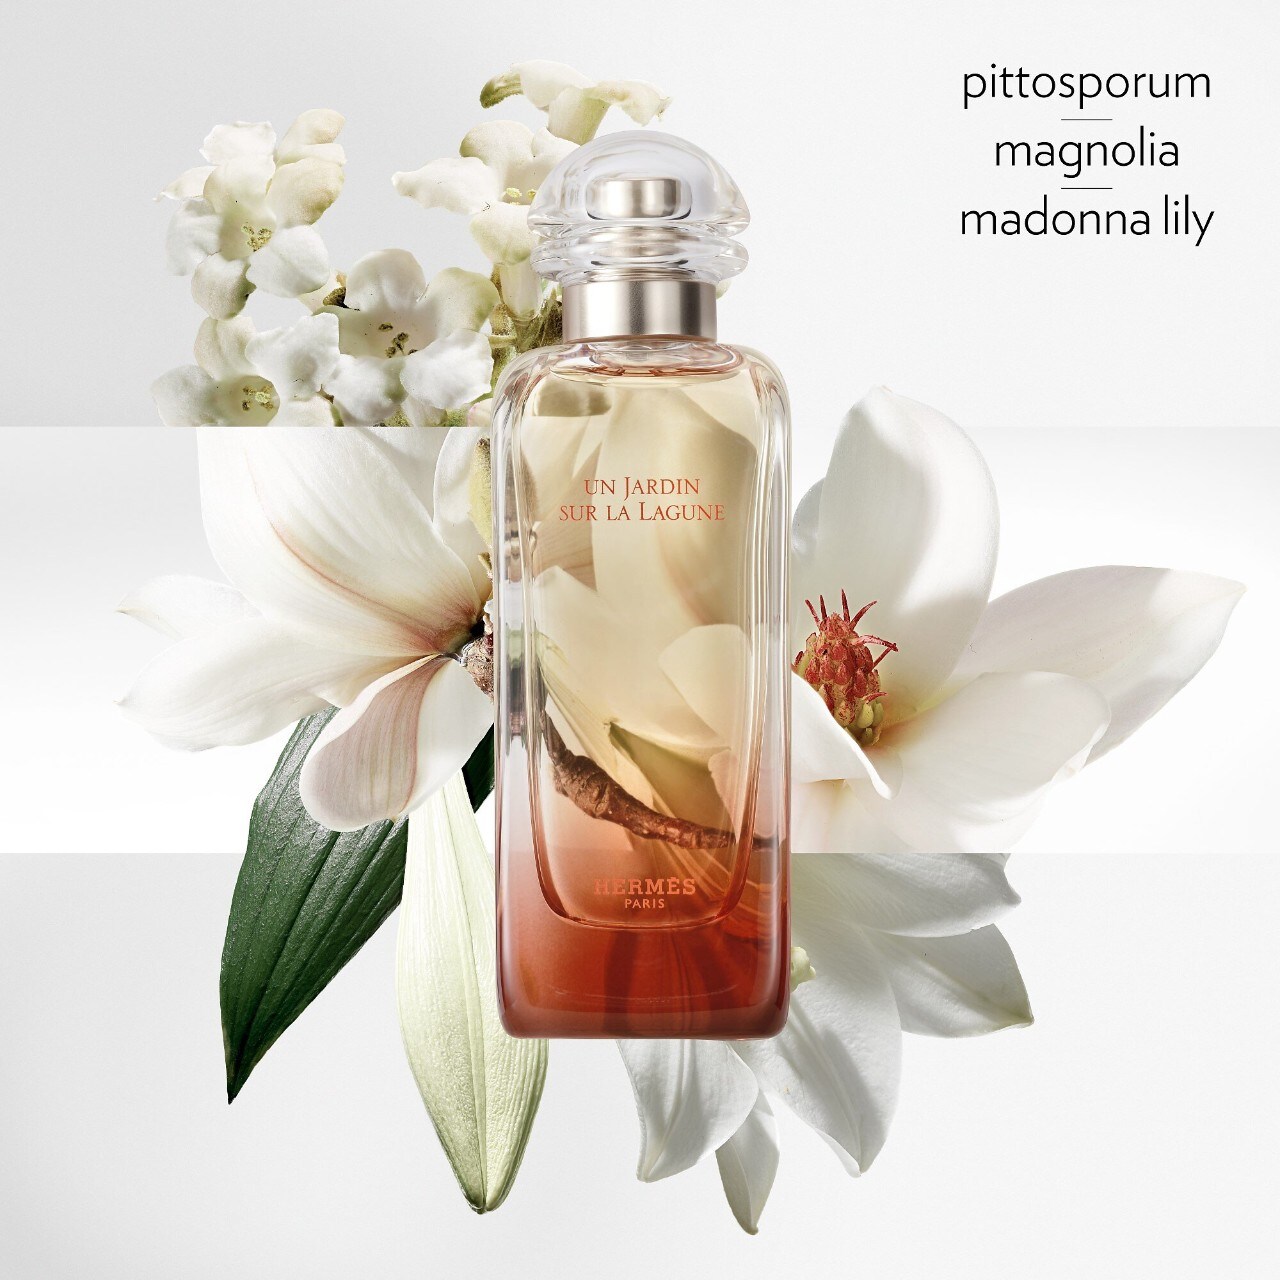 pittosporum
magnolia
madonna lily
UN JARDIN
SUR LA LAGUNE
HERMÈS
PARIS